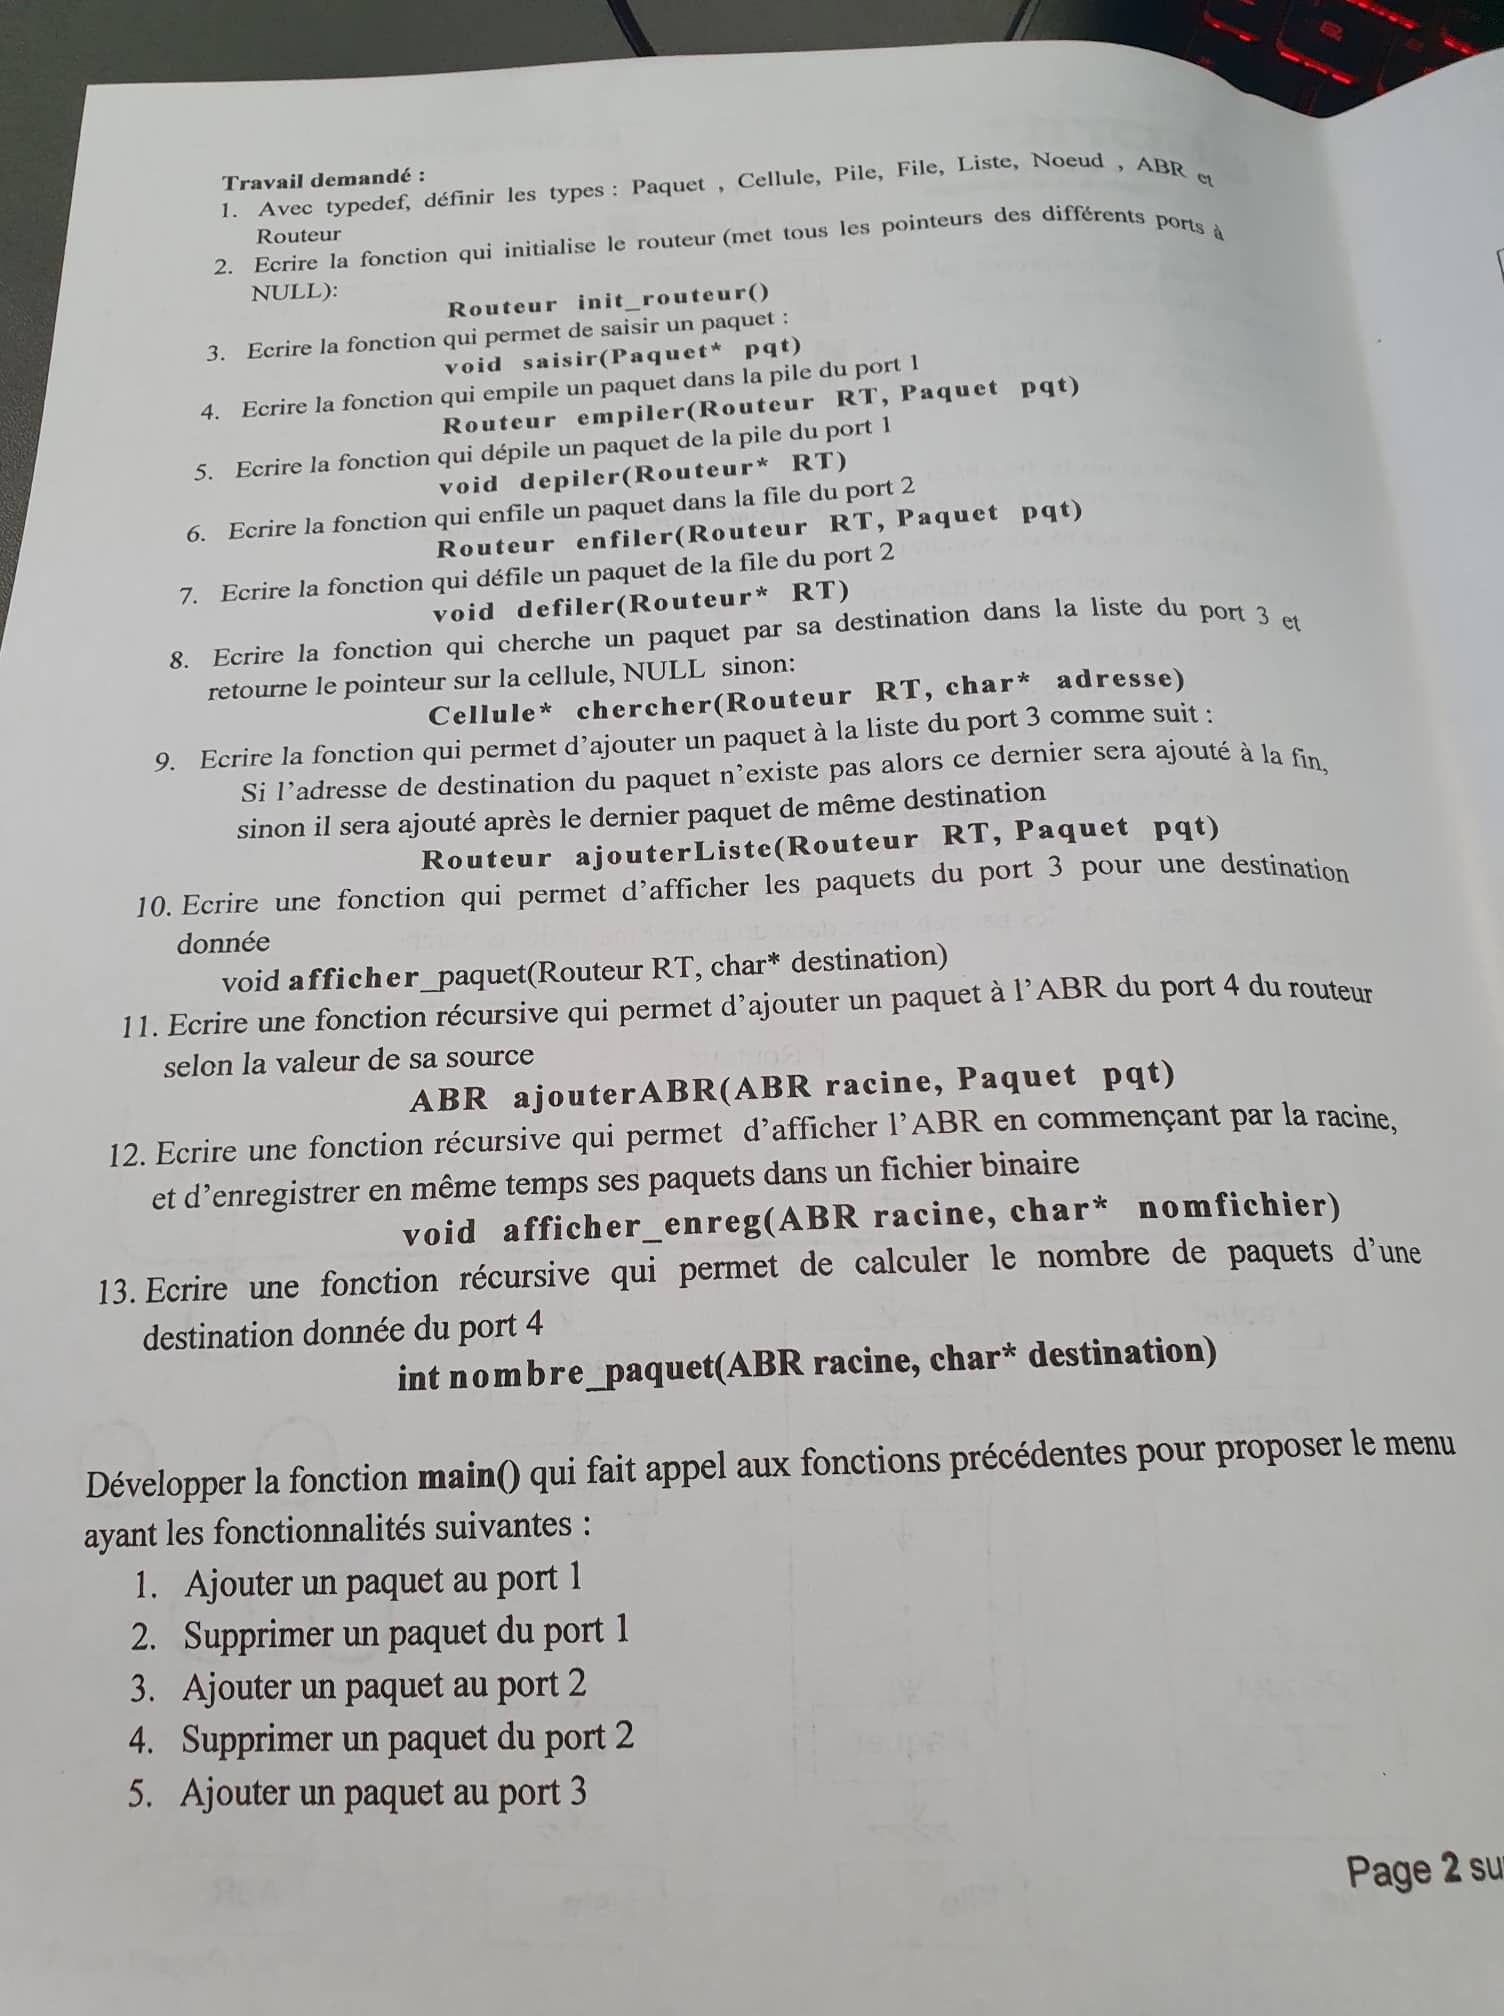 Travail demandé :
1. Avec typedef, définir les types : Paquet , Cellule, Pile, File, Liste, Noeud , ABR et
Routeur
2. Ecrire la fonction qui initialise le routeur (met tous les pointeurs des différents ports à
NULL):
Routeur init_routeur()
3. Ecrire la fonction qui permet de saisir un paquet :
void saisir(Paquet* pqt)
4. Ecrire la fonction qui empile un paquet dans la pile du port 1
Routeur empiler(Routeur RT, Paquet pqt)
5. Ecrire la fonction qui dépile un paquet de la pile du port 1
void depiler(Routeur* RT)
6. Ecrire la fonction qui enfile un paquet dans la file du port 2
Routeur enfiler(Routeur RT, Paquet pqt)
7. Ecrire la fonction qui défile un paquet de la file du port 2
void defiler(Routeur* RT)
8. Ecrire la fonction qui cherche un paquet par sa destination dans la liste du port 3 et
retourne le pointeur sur la cellule, NULL sinon:
Cellule* chercher(Routeur RT, char* adresse)
9. Ecrire la fonction qui permet d'ajouter un paquet à la liste du port 3 comme suit :
Si l'adresse de destination du paquet n'existe pas alors ce dernier sera ajouté à la fin,
sinon il sera ajouté après le dernier paquet de même destination
Routeur ajouterListe(Routeur RT, Paquet pqt)
10. Ecrire une fonction qui permet d'afficher les paquets du port 3 pour une destination
donnée
void afficher_paquet(Routeur RT, char* destination)
11. Ecrire une fonction récursive qui permet d'ajouter un paquet à l'ABR du port 4 du routeur
selon la valeur de sa source
ABR ajouterABR(ABR racine, Paquet pqt)
12. Ecrire une fonction récursive qui permet d'afficher l'ABR en commençant par la racine,
et d'enregistrer en même temps ses paquets dans un fichier binaire
void afficher_enreg(ABR racine, char* nomfichier)
13. Ecrire une fonction récursive qui permet de calculer le nombre de paquets d'une
destination donnée du port 4
int nombre_paquet(ABR racine, char* destination)
Développer la fonction main() qui fait appel aux fonctions précédentes pour proposer le menu
ayant les fonctionnalités suivantes :
1. Ajouter un paquet au port 1
2. Supprimer un paquet du port 1
3. Ajouter un paquet au port 2
4. Supprimer un paquet du port 2
5. Ajouter un paquet au port 3
Page 2 su